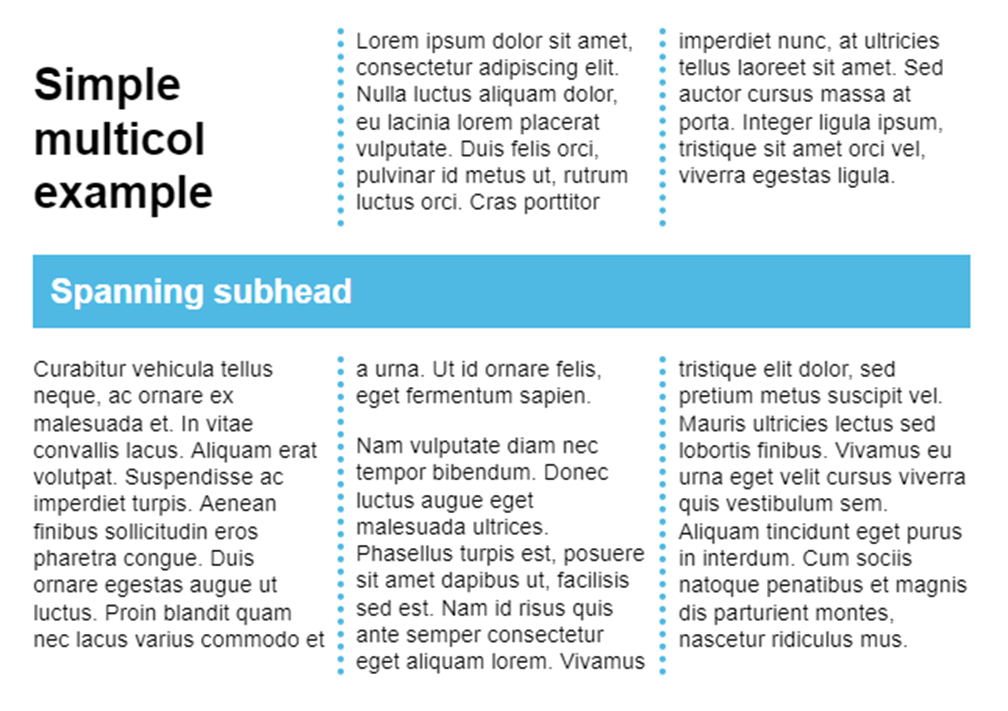 Simple
multicol
example
Lorem ipsum dolor sit amet,
consectetur adipiscing elit.
Nulla luctus aliquam dolor,
eu lacinia lorem placerat
vulputate. Duis felis orci,
pulvinar id metus ut, rutrum
luctus orci. Cras porttitor
imperdiet nunc, at ultricies
tellus laoreet sit amet. Sed
auctor cursus massa at
porta. Integer ligula ipsum,
tristique sit amet orci vel,
viverra egestas ligula.
Spanning subhead
Curabitur vehicula tellus
neque, ac ornare ex
malesuada et. In vitae
convallis lacus. Aliquam erat
volutpat. Suspendisse ac
imperdiet turpis. Aenean
finibus sollicitudin eros
pharetra congue. Duis
ornare egestas augue ut
luctus. Proin blandit quam
nec lacus varius commodo et
a urna. Ut id ornare felis,
eget fermentum sapien.
Nam vulputate diam nec
tempor bibendum. Donec
luctus augue eget
malesuada ultrices.
Phasellus turpis est, posuere
sit amet dapibus ut, facilisis
sed est. Nam id risus quis
ante semper consectetur
eget aliquam lorem. Vivamus
tristique elit dolor, sed
pretium metus suscipit vel.
Mauris ultricies lectus sed
lobortis finibus. Vivamus eu
urna eget velit cursus viverra
quis vestibulum sem.
Aliquam tincidunt eget purus
in interdum. Cum sociis
natoque penatibus et magnis
dis parturient montes,
nascetur ridiculus mus.